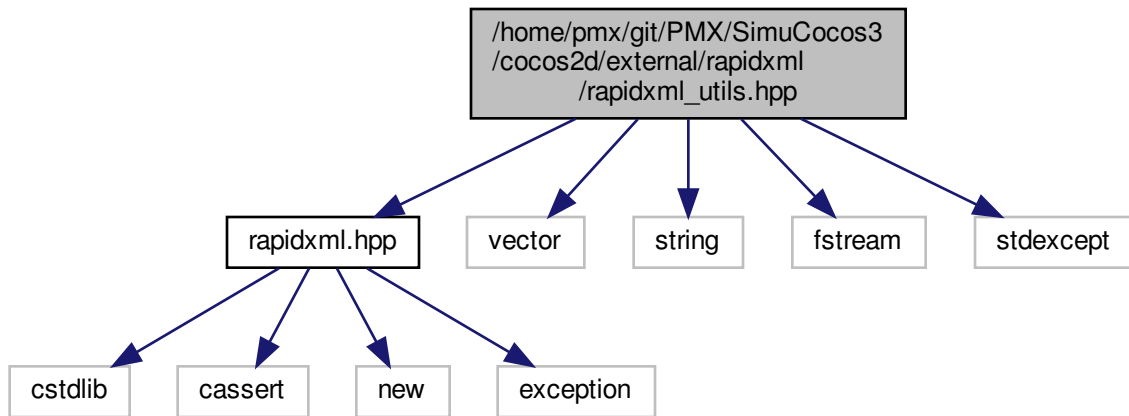 /home/pmx/git/PMX/SimuCocos3
/cocos2d/external/rapidxml
/rapidxml_utils.hpp
rapidxml.hpp
vector
string
fstream
stdexcept
cstdlib
cassert
new
exception